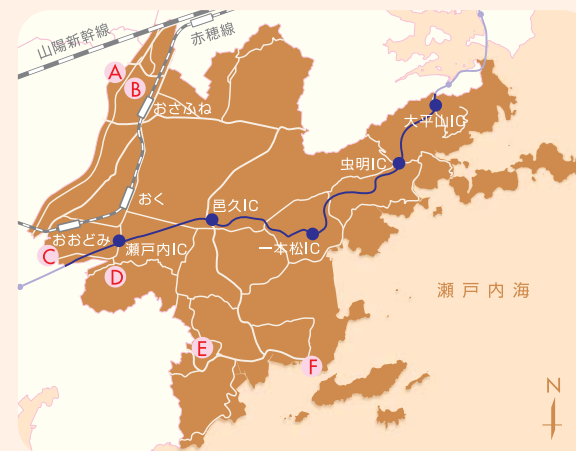 山陽新幹線
赤穂線
A
B
おさふね
大平山IC
虫明IC
おく
邑久IC
おおどみ
瀬戸内IC
一本松IC
C
D
瀬戸内海
E
F
N